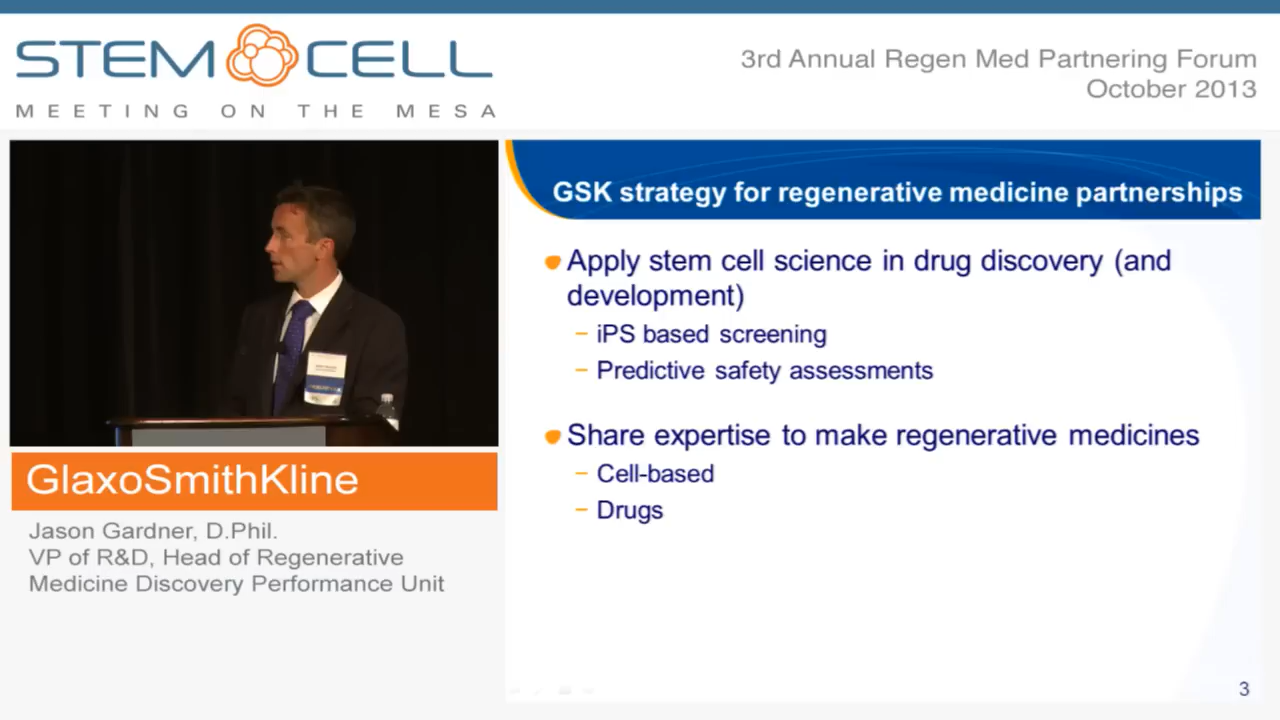 STEM CELL
MEETING ON THE MESA
3rd Annual Regen Med Partnering Forum
October 2013
GlaxoSmithKline
Jason Gardner, D.Phil.
VP of R&D, Head of Regenerative
Medicine Discovery Performance Unit
GSK strategy for regenerative medicine partnerships
Apply stem cell science in drug discovery (and
development)
– iPS based screening
– Predictive safety assessments
Share expertise to make regenerative medicines
– Cell-based
– Drugs
3